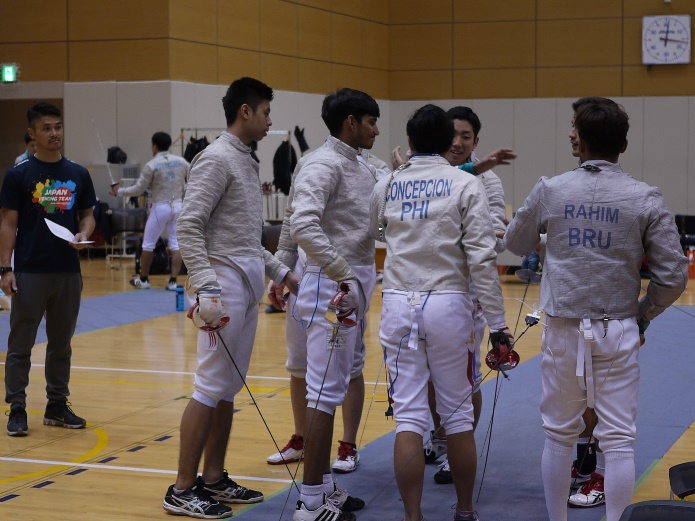 JAPAN
FENCING TEAM
CONCEPCION
PHI
RAHIM
BRU